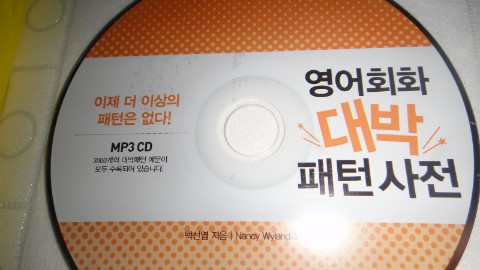 영어회화
대박
패턴 사전
이제 더 이상의
패턴은 없다!
MP3 CD
3000개의 대박패턴 예문이
모두 수록되어 있습니다.
백선엽 지음 | Nancy Wyland